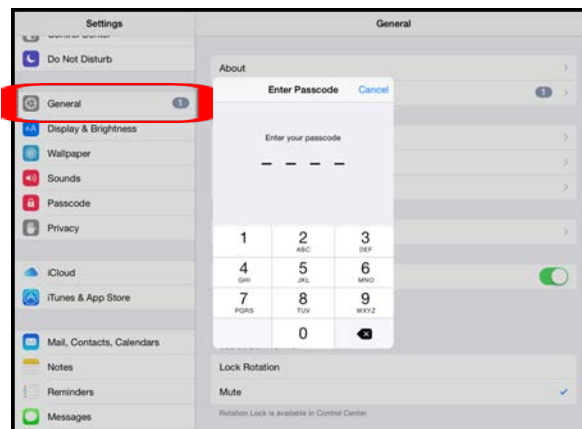 Settings
General
Do Not Disturb
General
1
Display & Brightness
Wallpaper
Sounds
Passcode
Privacy
iCloud
iTunes & App Store
Mail, Contacts, Calendars
Notes
Reminders
Messages
About
1
Enter Passcode
Cancel
Enter your passcode
1
2
ABC
3
DEF
4
GHI
5
JKL
6
MNO
7
PQRS
8
TUV
9
WXYZ
0
Lock Rotation
Mute
Rotation Lock is available in Control Center.